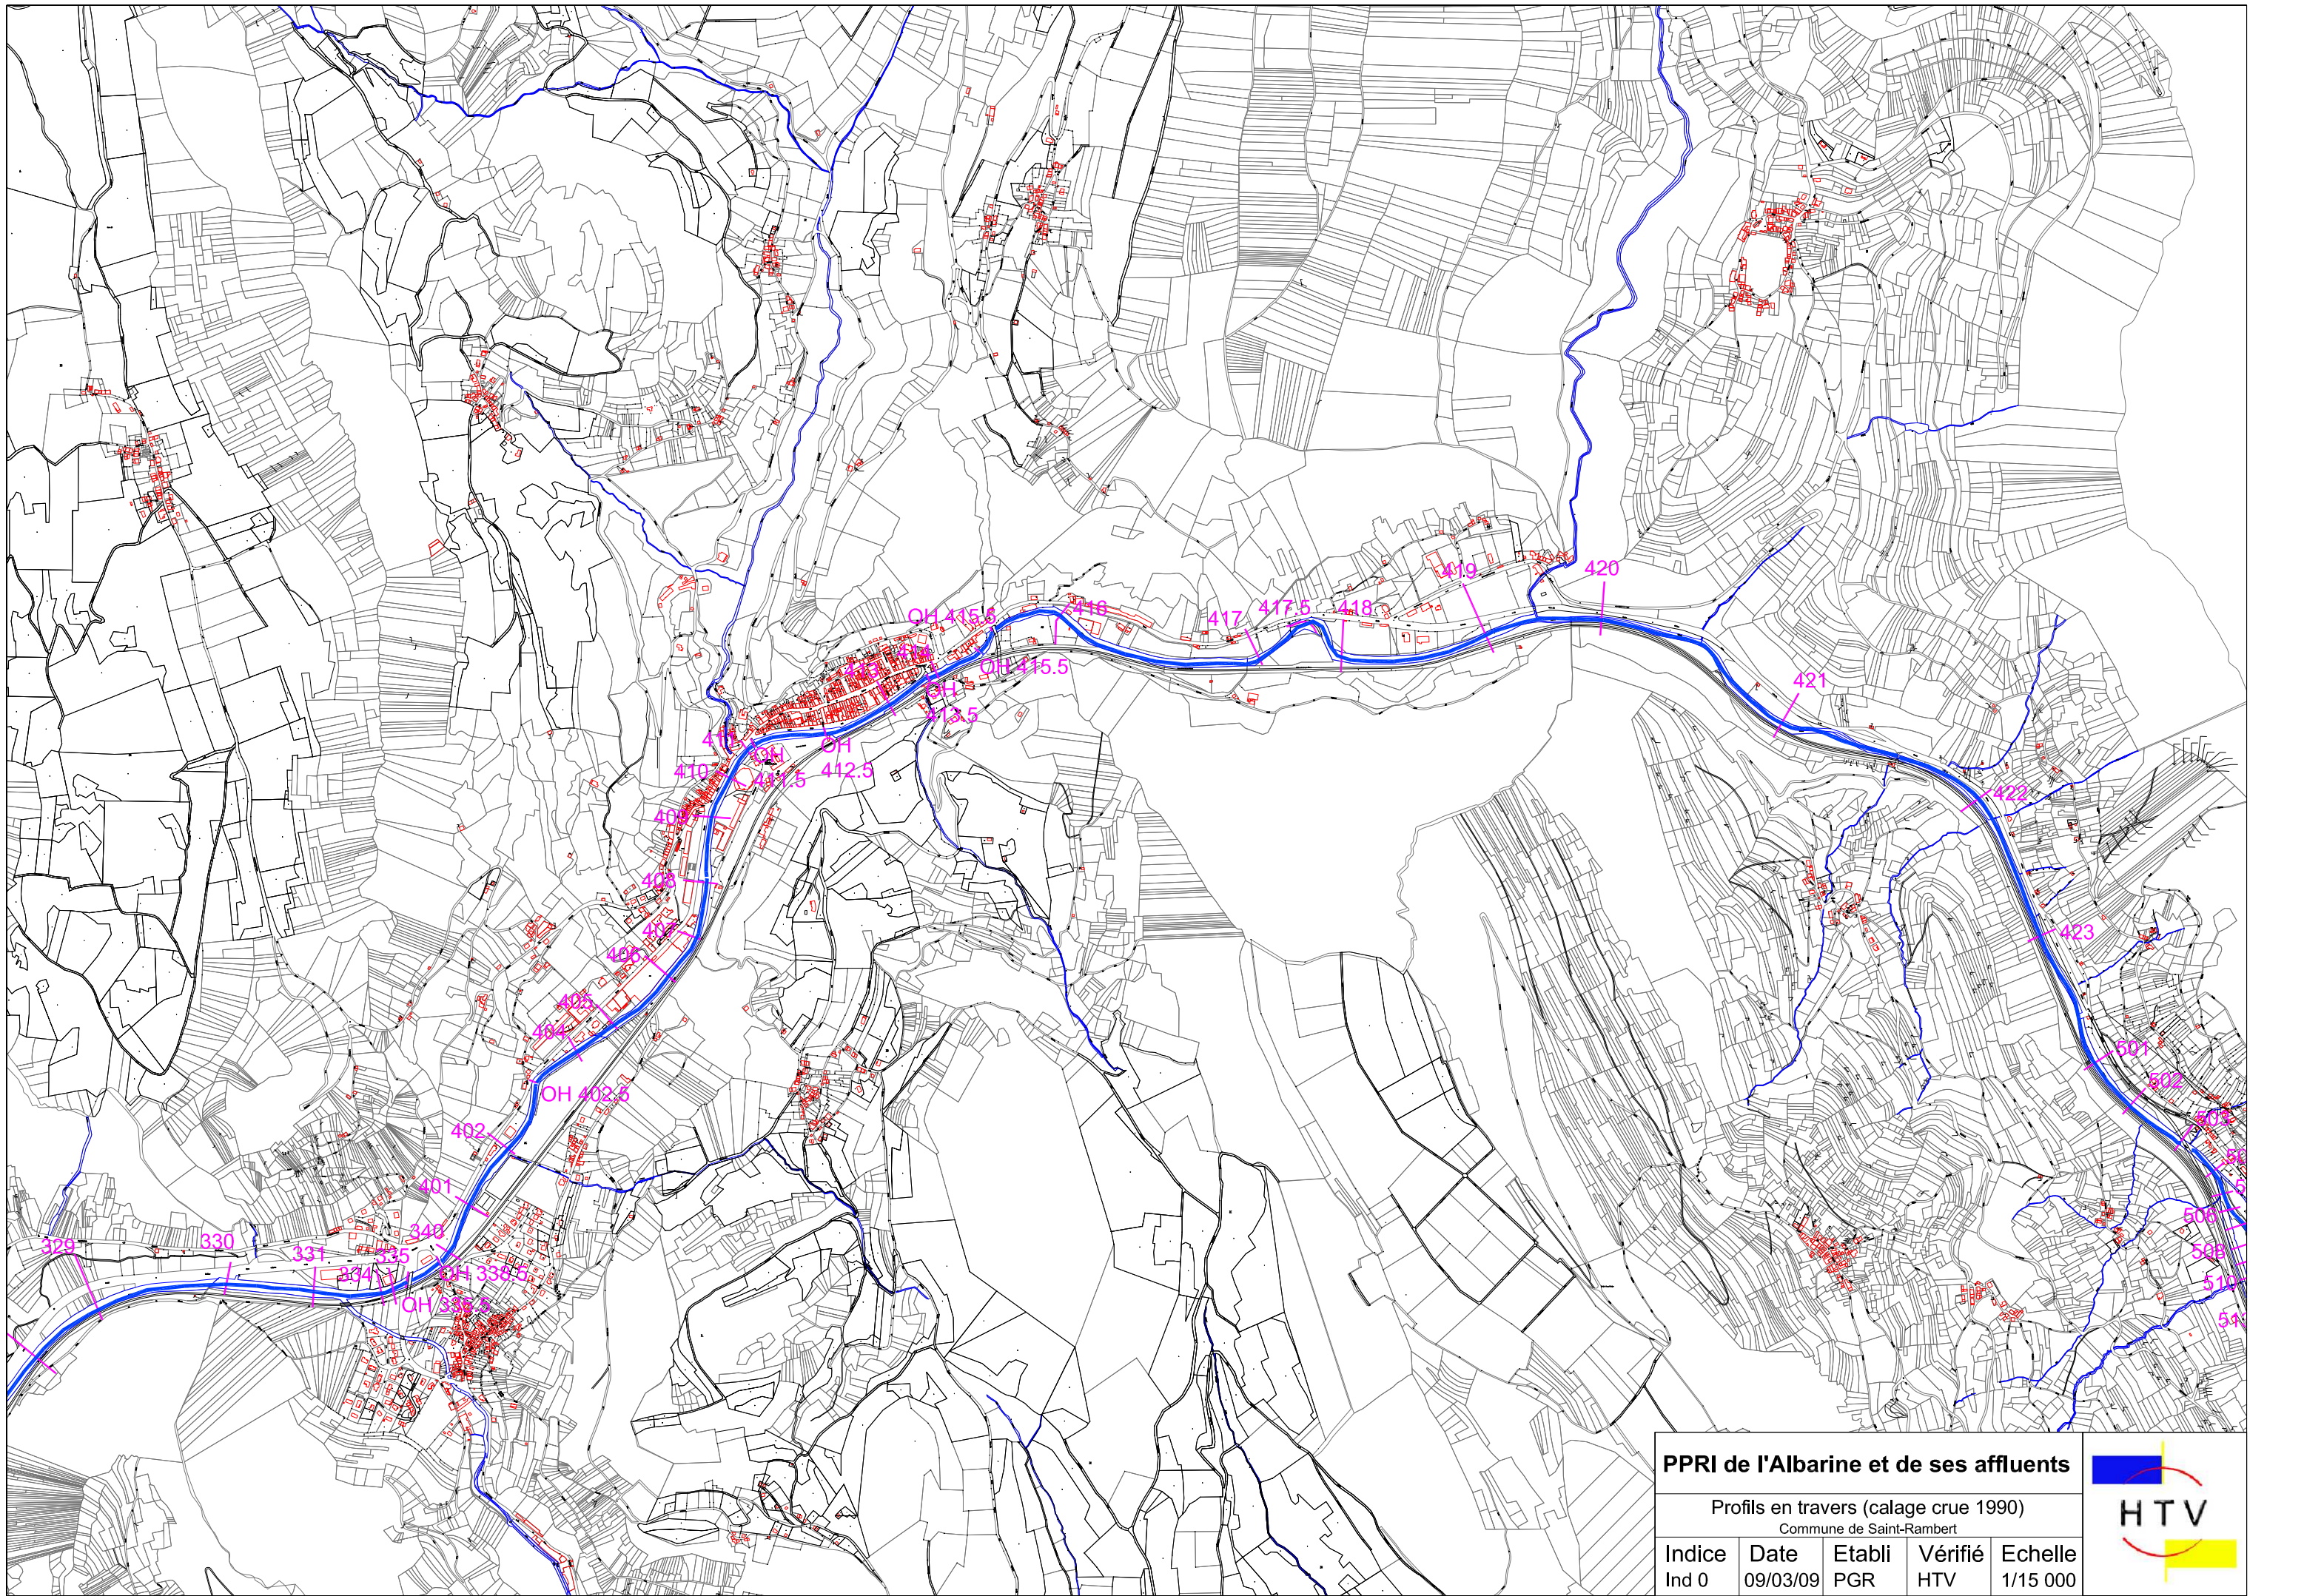 420
419
OH 415.5
416
417
417.5
418
414
413
OH 415.5
OH
413.5
421
OH
412.5
OH
411.5
410
422
409
408
407
406
423
405
404
501
502
OH 402.5
503
402
401
506
340
330
329
331
335
508
334
OH 338.5
510
OH 335.5
PPRI de l'Albarine et de ses affluents
Profils en travers (calage crue 1990)
Commune de Saint-Rambert
Indice Date Etabli Vérifié Echelle
Ind 0 09/03/09 PGR HTV 1/15 000
HTV